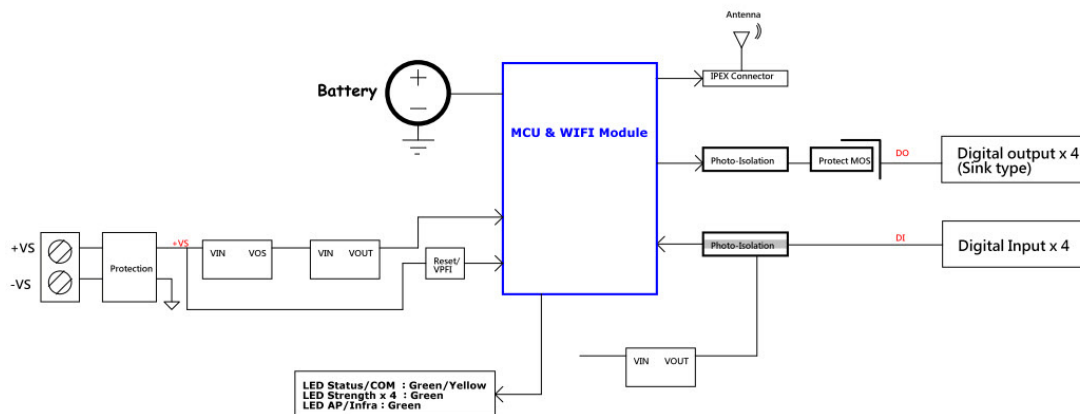 Antenna
IPEX Connector
Battery
+
−
MCU & WIFI Module
Photo-Isolation
Protect MOS
DO
Digital output x 4
(Sink type)
+VS
-VS
Protection
+VS
VIN VOS
VIN VOUT
Reset/
VPFI
Photo-Isolation
DI
Digital Input x 4
VIN VOUT
LED Status/COM : Green/Yellow
LED Strength x 4 : Green
LED AP/Infra : Green